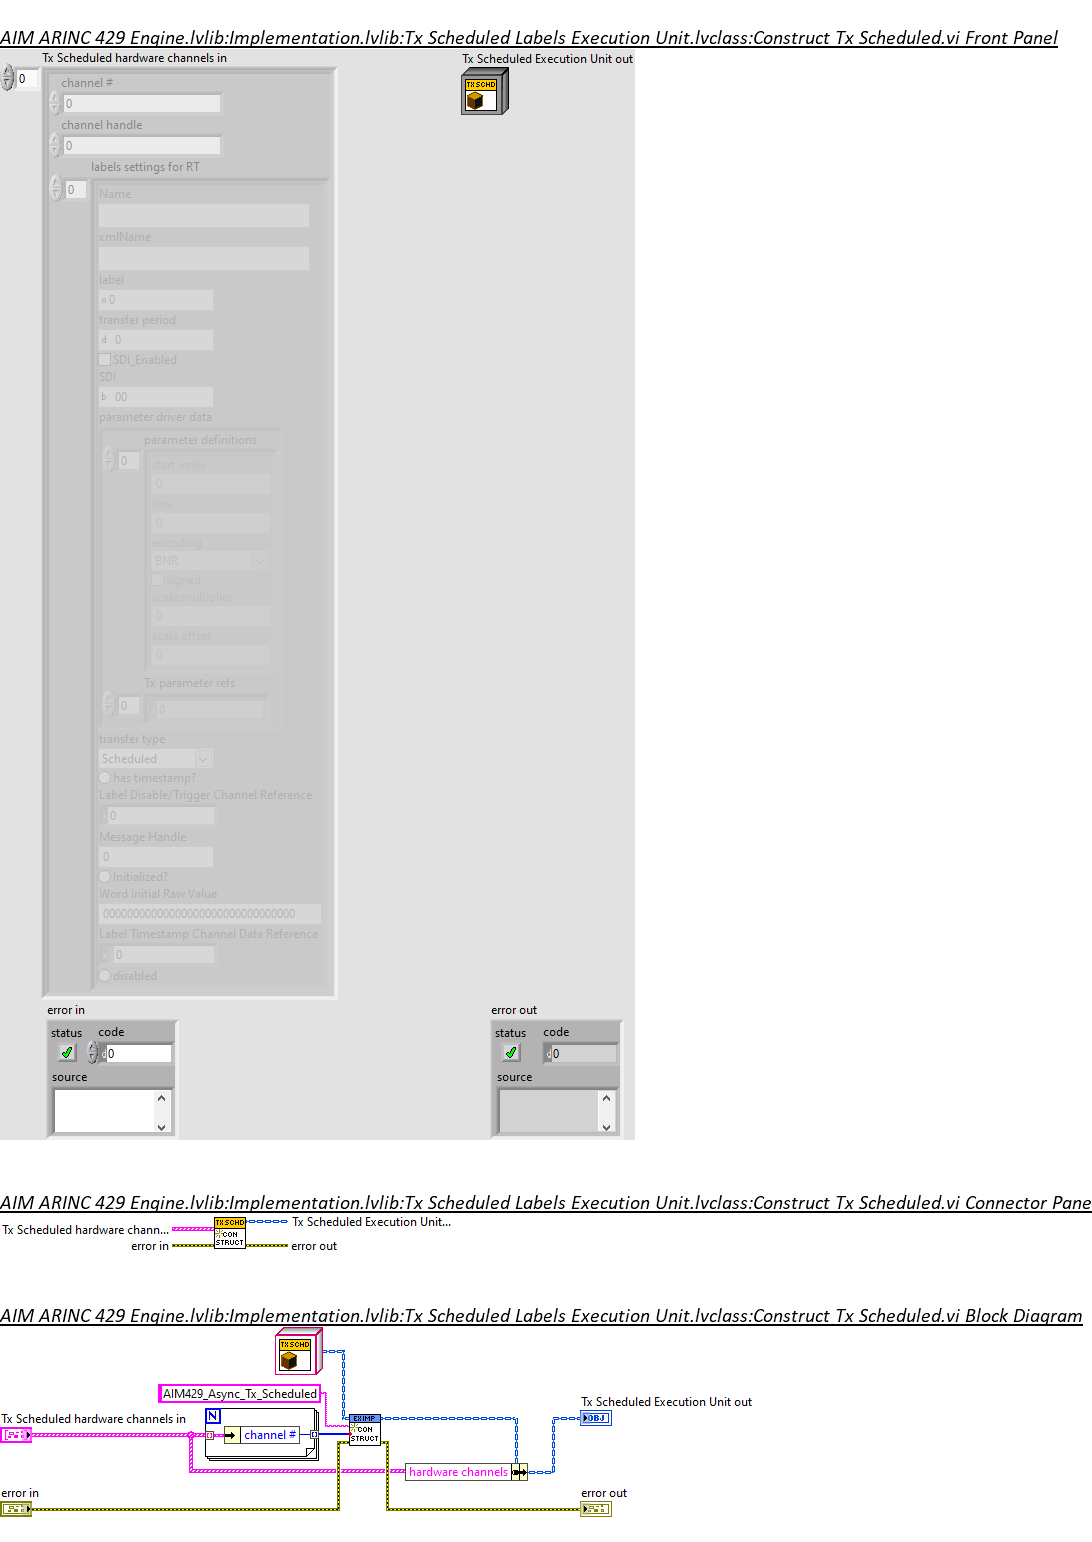 AIM ARINC 429 Engine.lvlib:Implementation.lvlib:Tx Scheduled Labels Execution Unit.lvclass:Construct Tx Scheduled.vi Front Panel
Tx Scheduled hardware channels in
Tx Scheduled Execution Unit out
0
TX SCHD
channel #
0
channel handle
0
labels settings for RT
0
Name
xmlName
label
o 0
transfer period
d 0
SDI_Enabled
SDI
b 00
parameter driver data
parameter definitions
0
start index
0
size
0
encoding
BNR
signed
scale multiplier
0
scale offset
0
Tx parameter refs
0
0
transfer type
Scheduled
has timestamp?
Label Disable/Trigger Channel Reference
0
Message Handle
0
Initialized?
Word Initial Raw Value
00000000000000000000000000000000
Label Timestamp Channel Data Reference
0
disabled
error in
error out
status code
d 0
source
status code
d 0
source
AIM ARINC 429 Engine.lvlib:Implementation.lvlib:Tx Scheduled Labels Execution Unit.lvclass:Construct Tx Scheduled.vi Connector Pane
Tx Scheduled hardware chann...
TX SCHD
CON
STRUCT
Tx Scheduled Execution Unit...
error in
error out
AIM ARINC 429 Engine.lvlib:Implementation.lvlib:Tx Scheduled Labels Execution Unit.lvclass:Construct Tx Scheduled.vi Block Diagram
TX SCHD
AIM429_Async_Tx_Scheduled
Tx Scheduled hardware channels in
N
channel #
EXIMP
CON
STRUCT
Tx Scheduled Execution Unit out
OBJ
hardware channels
error in
error out